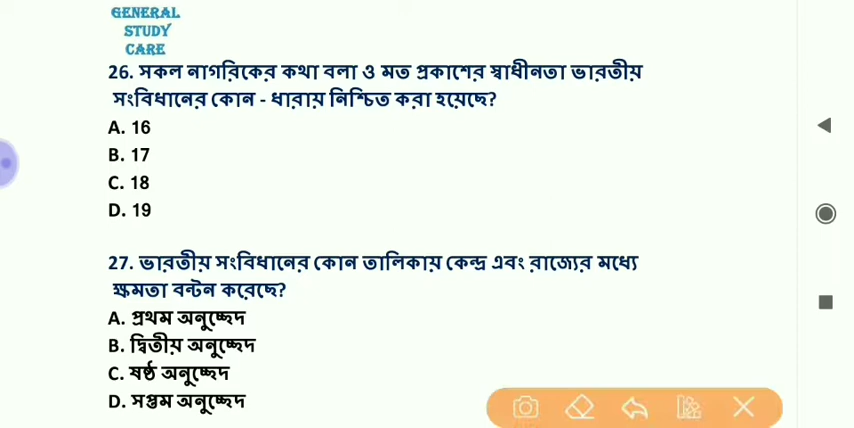 GENERAL
STUDY
CARE
26. সকল নাগরিকের কথা বলা ও মত প্রকাশের স্বাধীনতা ভারতীয়
সংবিধানের কোন - ধারায় নিশ্চিত করা হয়েছে?
A. 16
B. 17
C. 18
D. 19
27. ভারতীয় সংবিধানের কোন তালিকায় কেন্দ্র এবং রাজ্যের মধ্যে
ক্ষমতা বন্টন করেছে?
A. প্রথম অনুচ্ছেদ
B. দ্বিতীয় অনুচ্ছেদ
C. ষষ্ঠ অনুচ্ছেদ
D. সপ্তম অনুচ্ছেদ